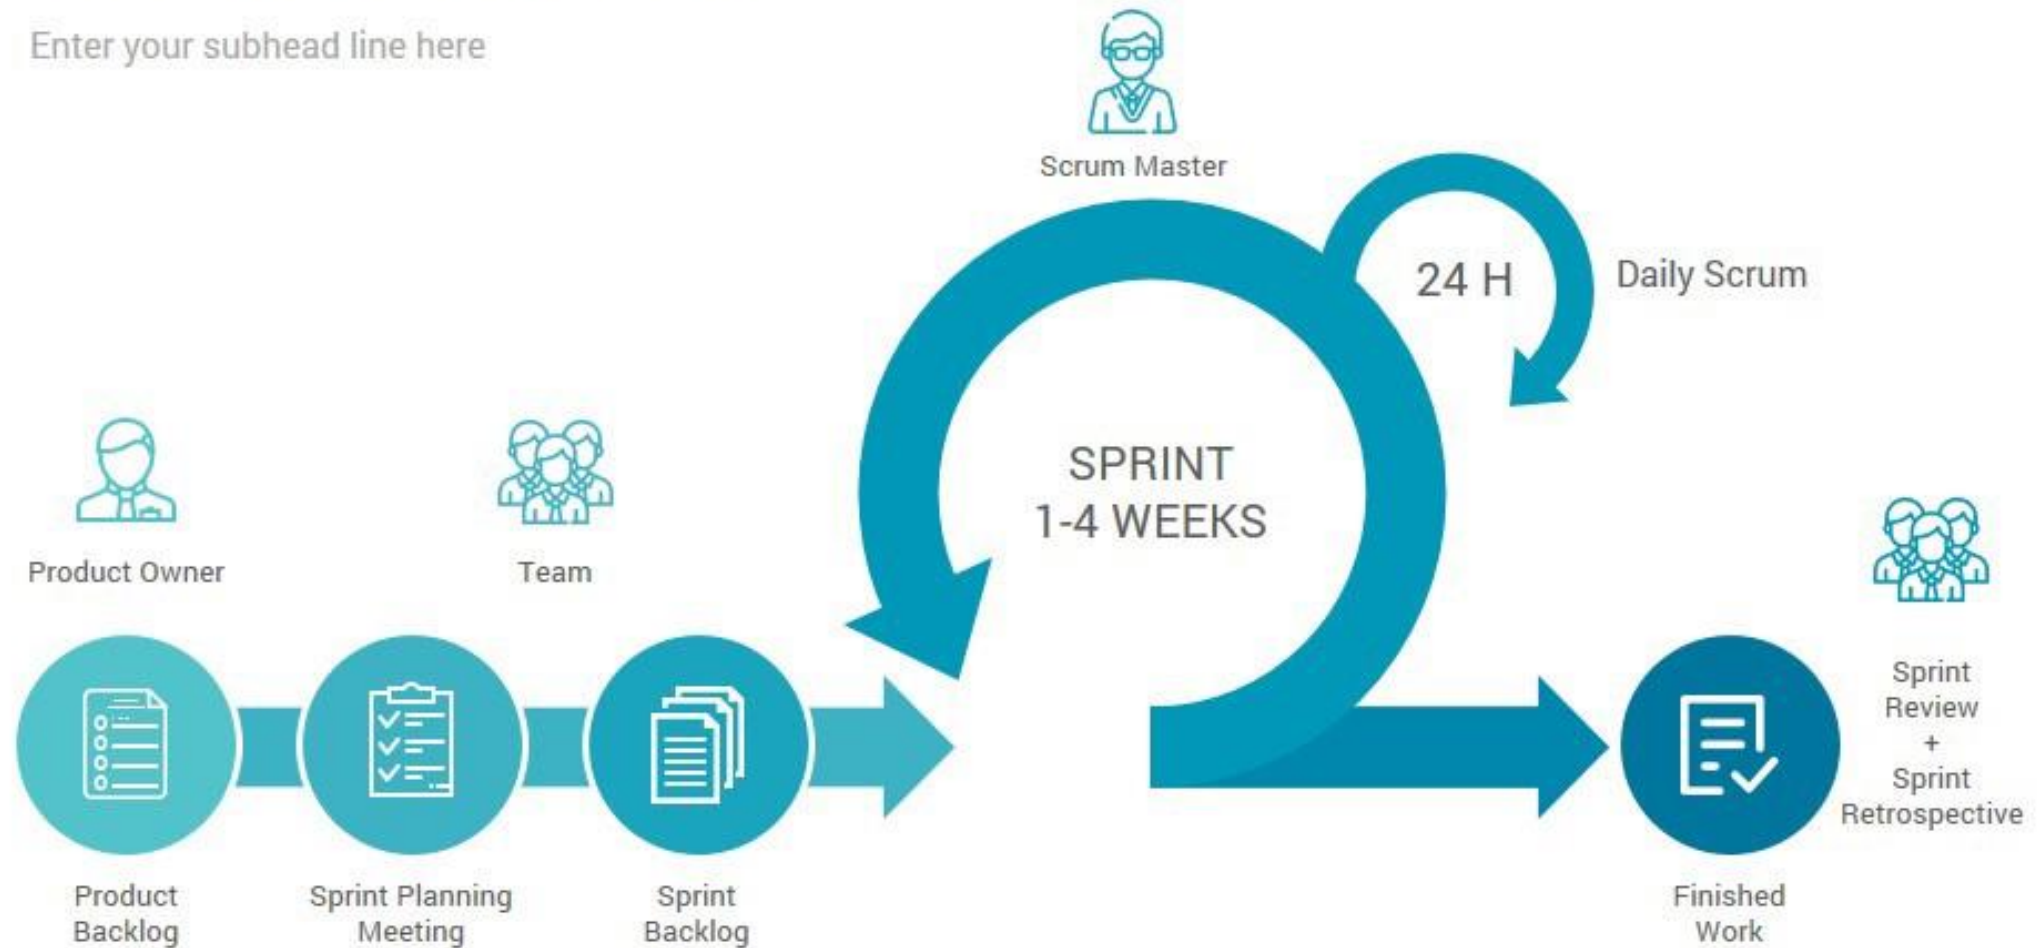 Enter your subhead line here
Scrum Master
24 H
Daily Scrum
SPRINT
1-4 WEEKS
Product Owner
Team
Sprint
Review
+
Sprint
Retrospective
Product
Backlog
Sprint Planning
Meeting
Sprint
Backlog
Finished
Work